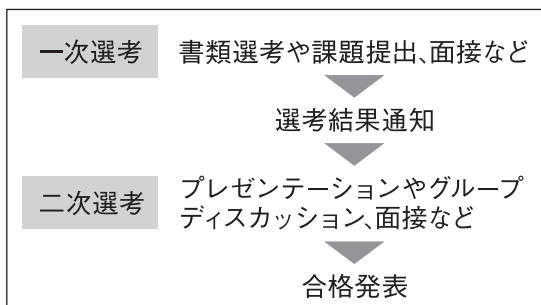 一次選考 書類選考や課題提出、面接など
選考結果通知
二次選考 プレゼンテーションやグループ
ディスカッション、面接など
合格発表